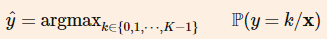 ŷ = argmax_{k∈{0,1,⋯,K−1}} ℙ(y = k/𝐱)